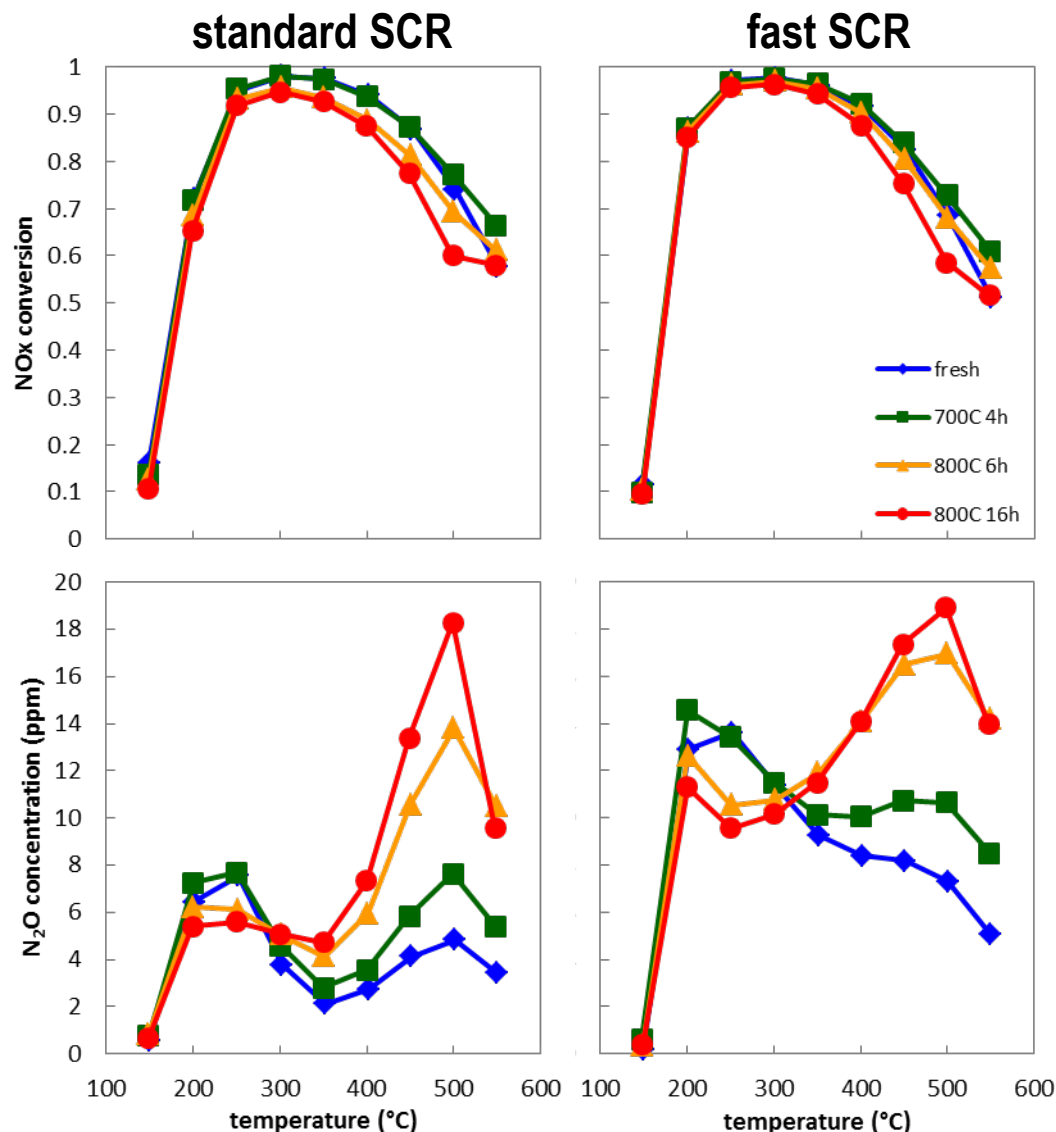 standard SCR
fast SCR
NOx conversion
1
0.9
0.8
0.7
0.6
0.5
0.4
0.3
0.2
0.1
0
fresh
700C 4h
800C 6h
800C 16h
N₂O concentration (ppm)
20
18
16
14
12
10
8
6
4
2
0
100 200 300 400 500 600
100 200 300 400 500 600
temperature (°C)
temperature (°C)